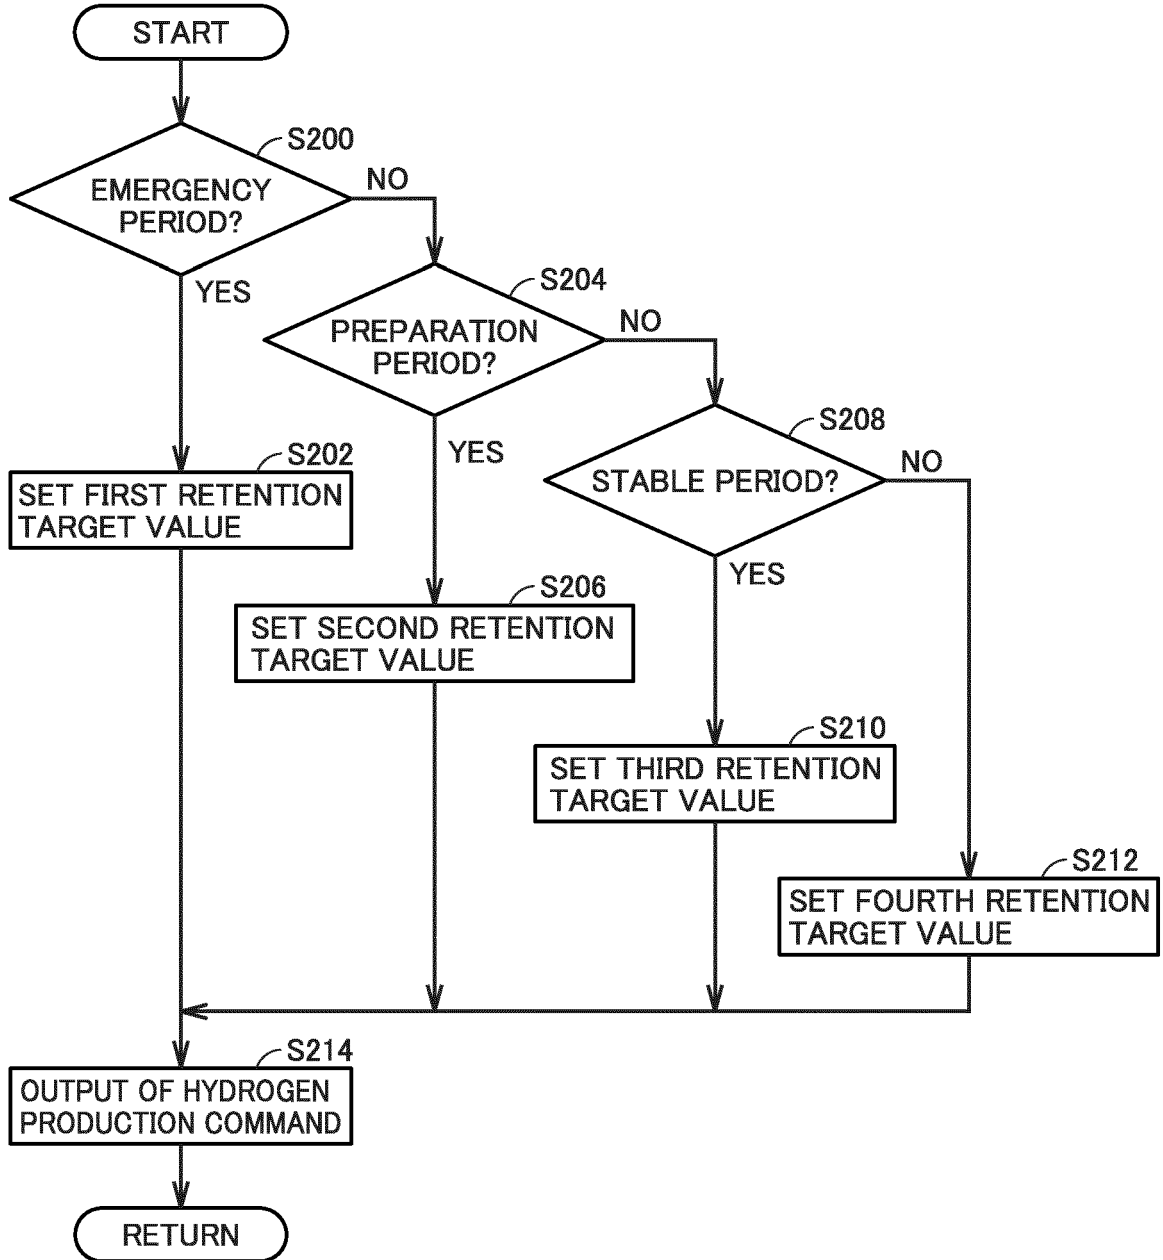 START
S200
EMERGENCY
PERIOD?
NO
YES
S204
PREPARATION
PERIOD?
NO
YES
S208
STABLE PERIOD?
NO
YES
S202
SET FIRST RETENTION
TARGET VALUE
S206
SET SECOND RETENTION
TARGET VALUE
S210
SET THIRD RETENTION
TARGET VALUE
S212
SET FOURTH RETENTION
TARGET VALUE
S214
OUTPUT OF HYDROGEN
PRODUCTION COMMAND
RETURN